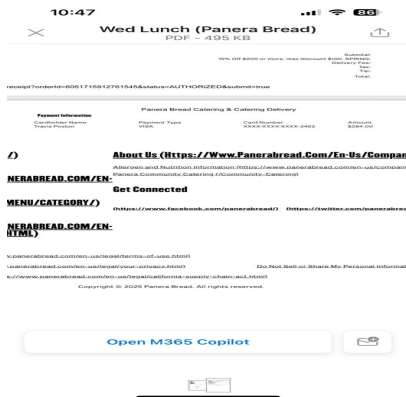 10:47
86
Wed Lunch (Panera Bread)
PDF - 495 KB
Subtotal:
10% Off $200 or more, max discount $100. SPRING:
Delivery Fee:
Tax:
Tip:
Total:
receipt?orderId=6051715912761545&status=AUTHORIZED&submit=true
Panera Bread Catering & Catering Delivery
Payment Information
Cardholder Name Payment Type Card Number Amount
Trans Poston VISA XXXX-XXXX-XXXX-2463 $264.00
/) About Us (Https://Www.Panerabread.Com/En-Us/Compan
Allergen and Nutrition Information (https://www.panerabread.com/en-us/compan
NERABREAD.COM/EN- Panera Community Catering (/Community-Catering)
Get Connected
MENU/CATEGORY/)
(https://www.facebook.com/panerabread/) (https://twitter.com/panerabrea
NERABREAD.COM/EN-
HTML)
v.panerabread.com/en-us/legal/terms-of-use.html)
v.panerabread.com/en-us/legal/your-privacy.html) Do Not Sell or Share My Personal Informat
s://www.panerabread.com/en-us/legal/california-supply-chain-act.html)
Copyright © 2025 Panera Bread. All rights reserved.
Open M365 Copilot